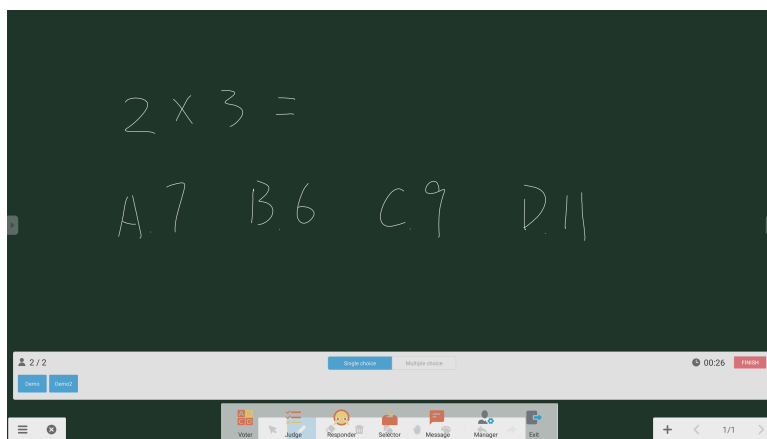 2 × 3 =
A.7 B.6 C.9 D.11
2 / 2
Single choice Multiple choice
00:26 FINISH
Demo Demo2
Voter Judge Responder Selector Message Manager Exit
1/1